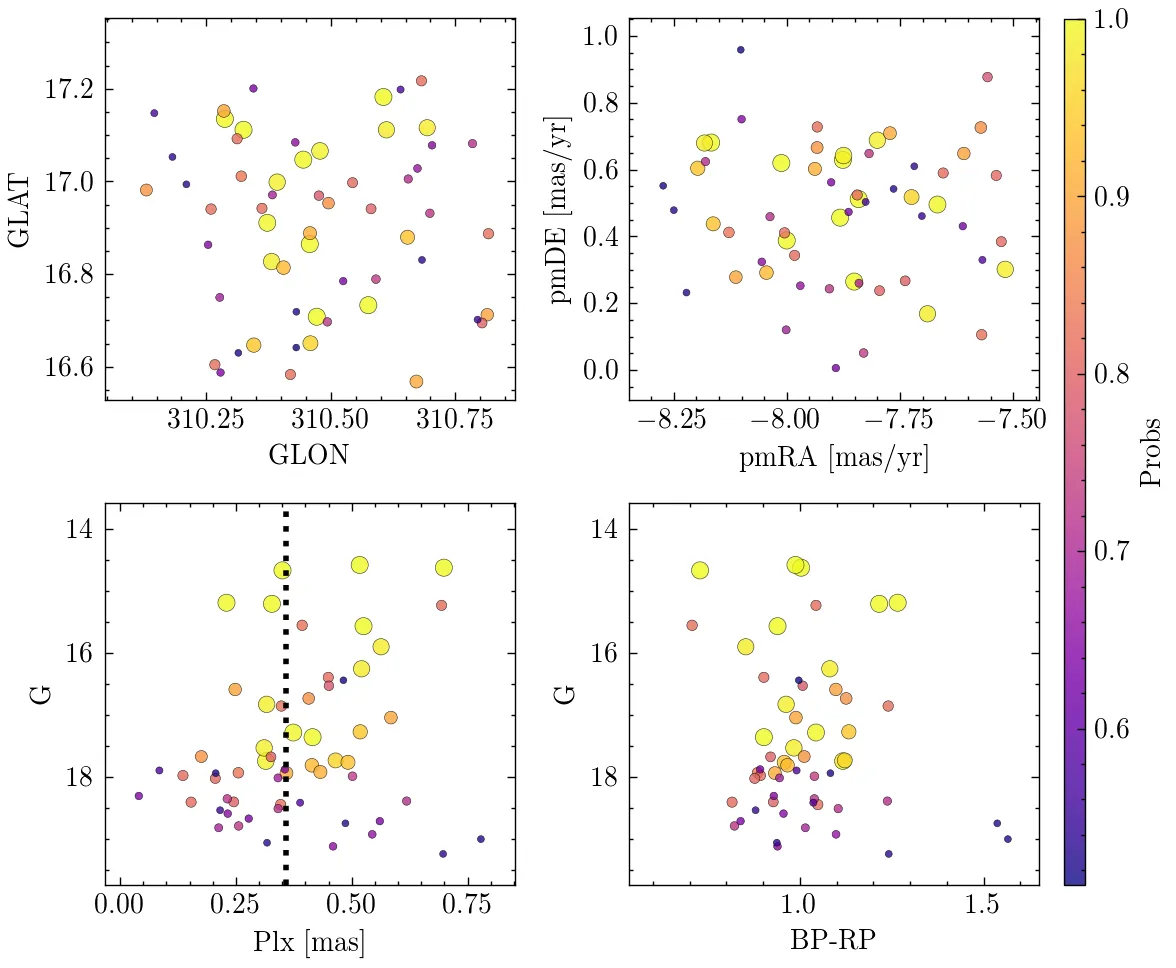 17.2
17.0
16.8
16.6
GLAT
310.25 310.50 310.75
GLON
1.0
0.8
0.6
0.4
0.2
0.0
pmDE [mas/yr]
−8.25 −8.00 −7.75 −7.50
pmRA [mas/yr]
14
16
18
G
0.00 0.25 0.50 0.75
Plx [mas]
14
16
18
G
1.0 1.5
BP-RP
1.0
0.9
0.8
0.7
0.6
Probs